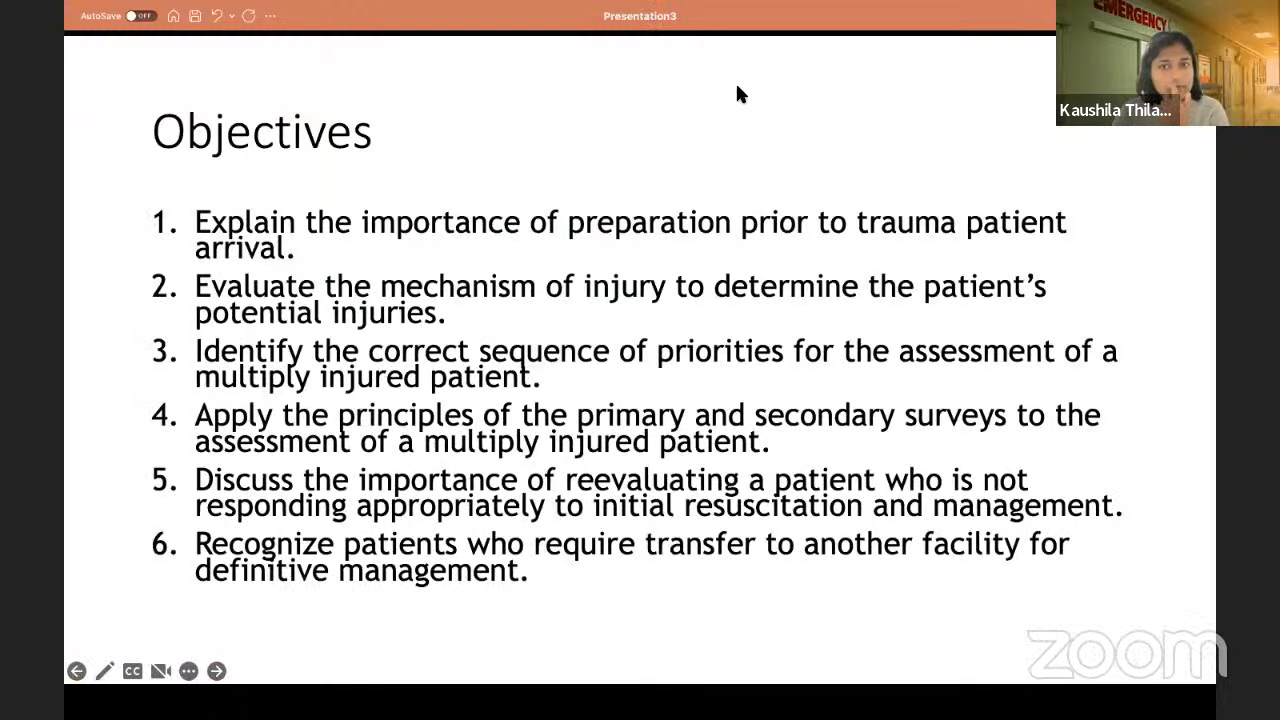 AutoSave OFF
Presentation3
EMERGENCY
Kaushila Thila...
Objectives
1. Explain the importance of preparation prior to trauma patient
arrival.
2. Evaluate the mechanism of injury to determine the patient’s
potential injuries.
3. Identify the correct sequence of priorities for the assessment of a
multiply injured patient.
4. Apply the principles of the primary and secondary surveys to the
assessment of a multiply injured patient.
5. Discuss the importance of reevaluating a patient who is not
responding appropriately to initial resuscitation and management.
6. Recognize patients who require transfer to another facility for
definitive management.
CC
zoom